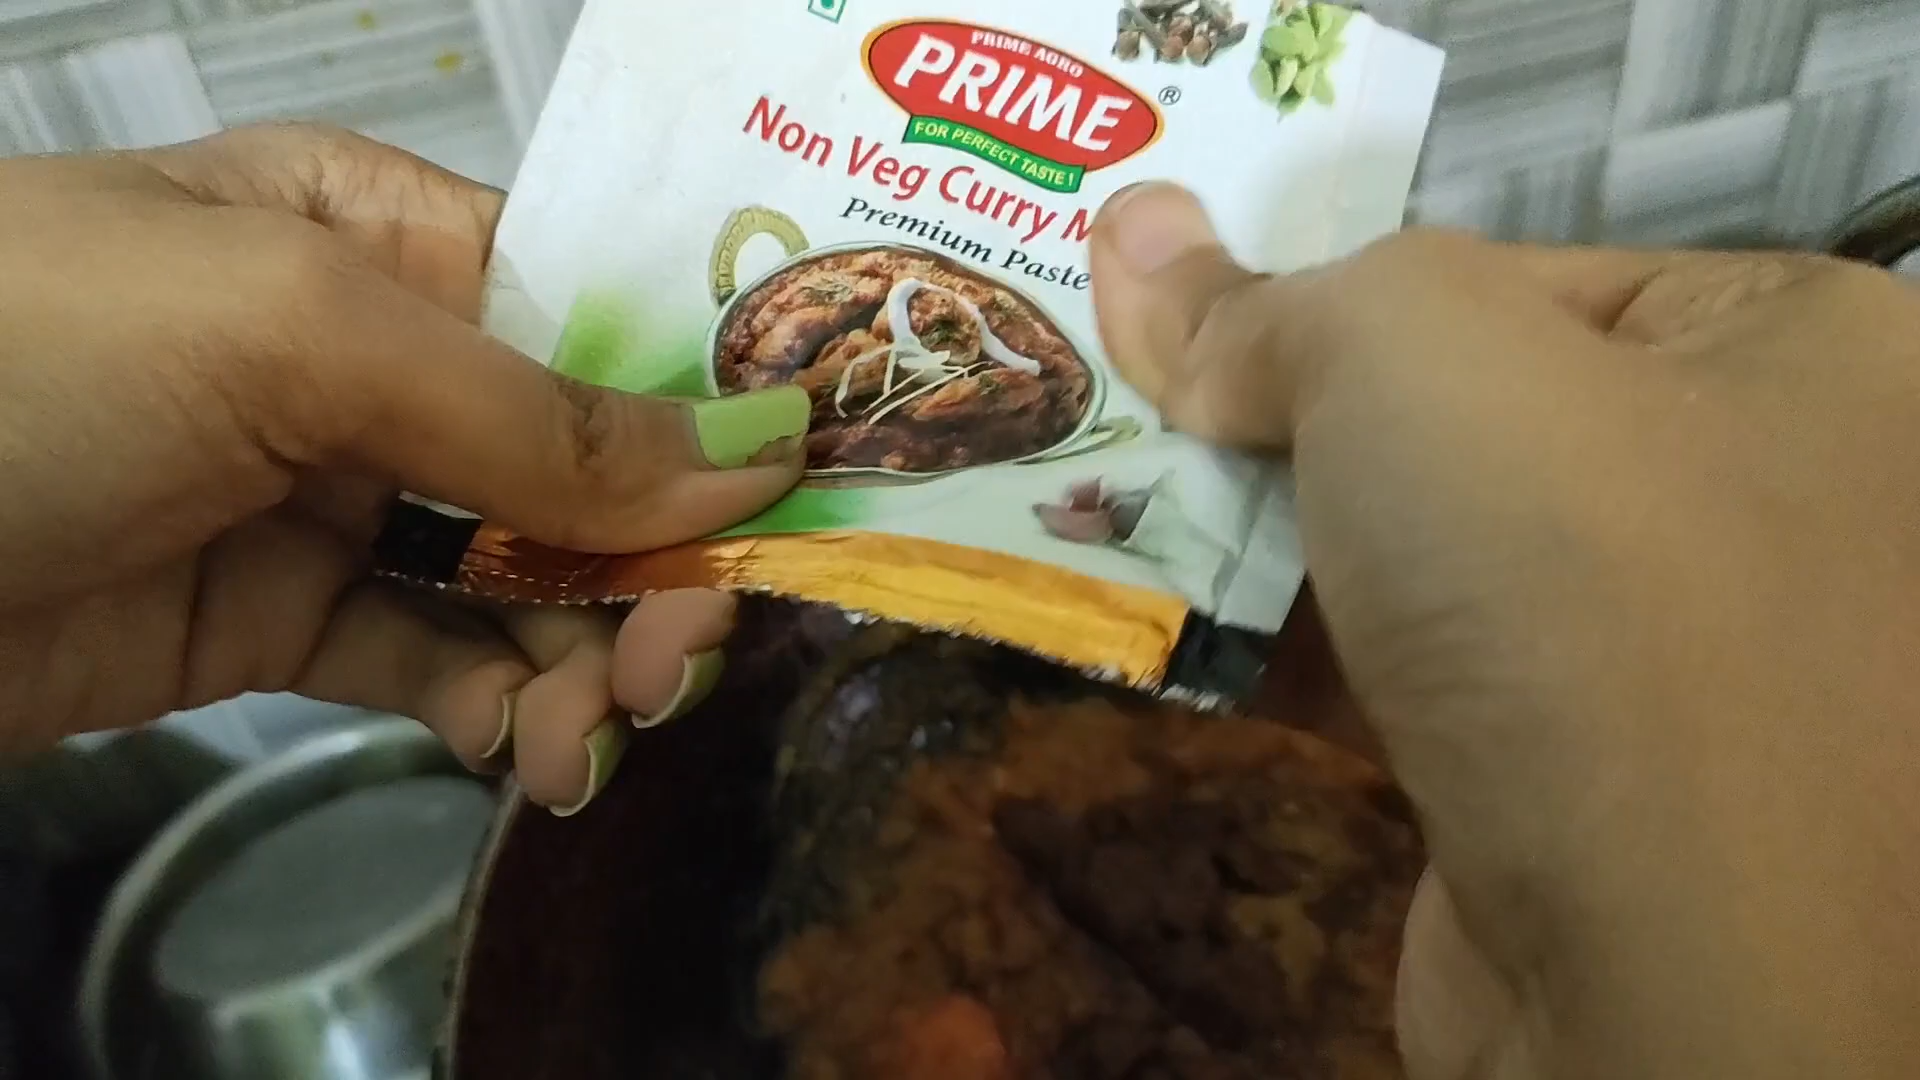 PRIME AGRO
PRIME
®
FOR PERFECT TASTE!
Non Veg Curry
Premium Paste